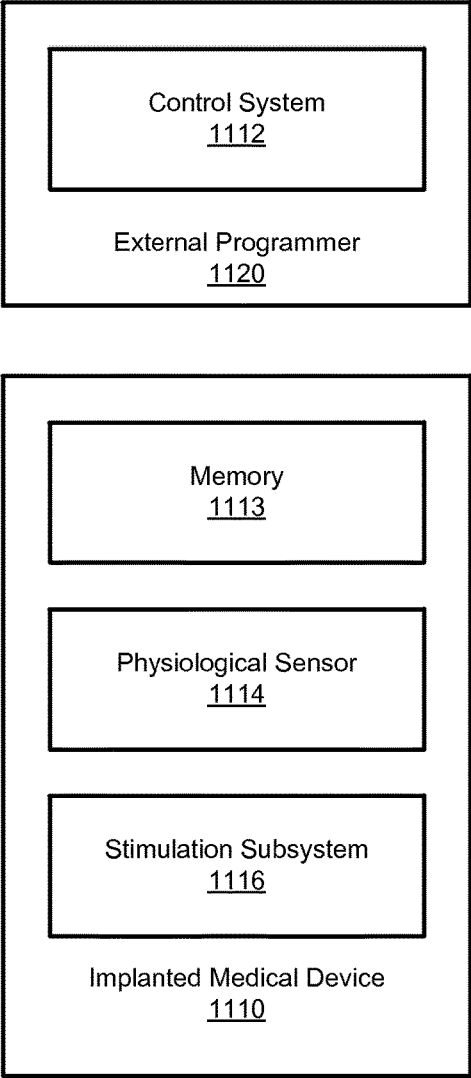 Control System
1112
External Programmer
1120
Memory
1113
Physiological Sensor
1114
Stimulation Subsystem
1116
Implanted Medical Device
1110